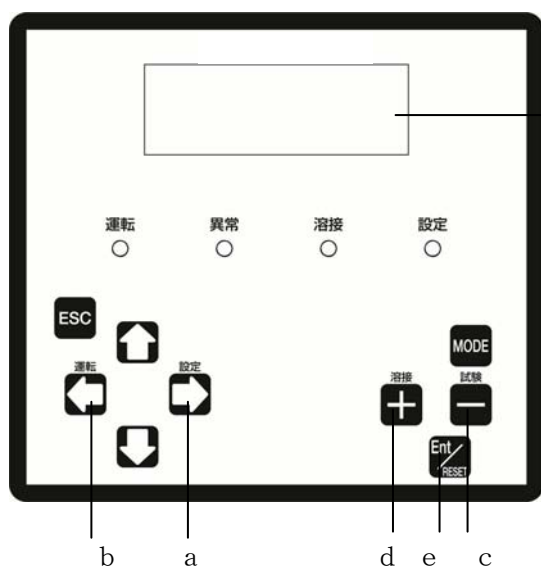 運転 異常 溶接 設定
ESC
MODE
運転 設定 溶接 試験
Ent/RESET
b a d e c